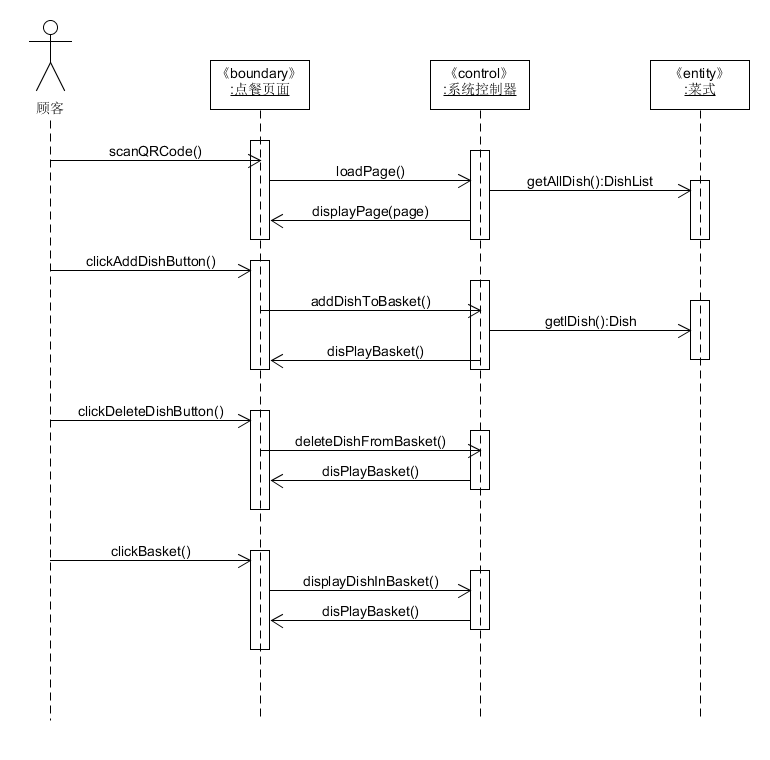 顾客
《boundary》
:点餐页面
《control》
:系统控制器
《entity》
:菜式
scanQRCode()
loadPage()
getAllDish():DishList
displayPage(page)
clickAddDishButton()
addDishToBasket()
getIDish():Dish
disPlayBasket()
clickDeleteDishButton()
deleteDishFromBasket()
disPlayBasket()
clickBasket()
displayDishInBasket()
disPlayBasket()